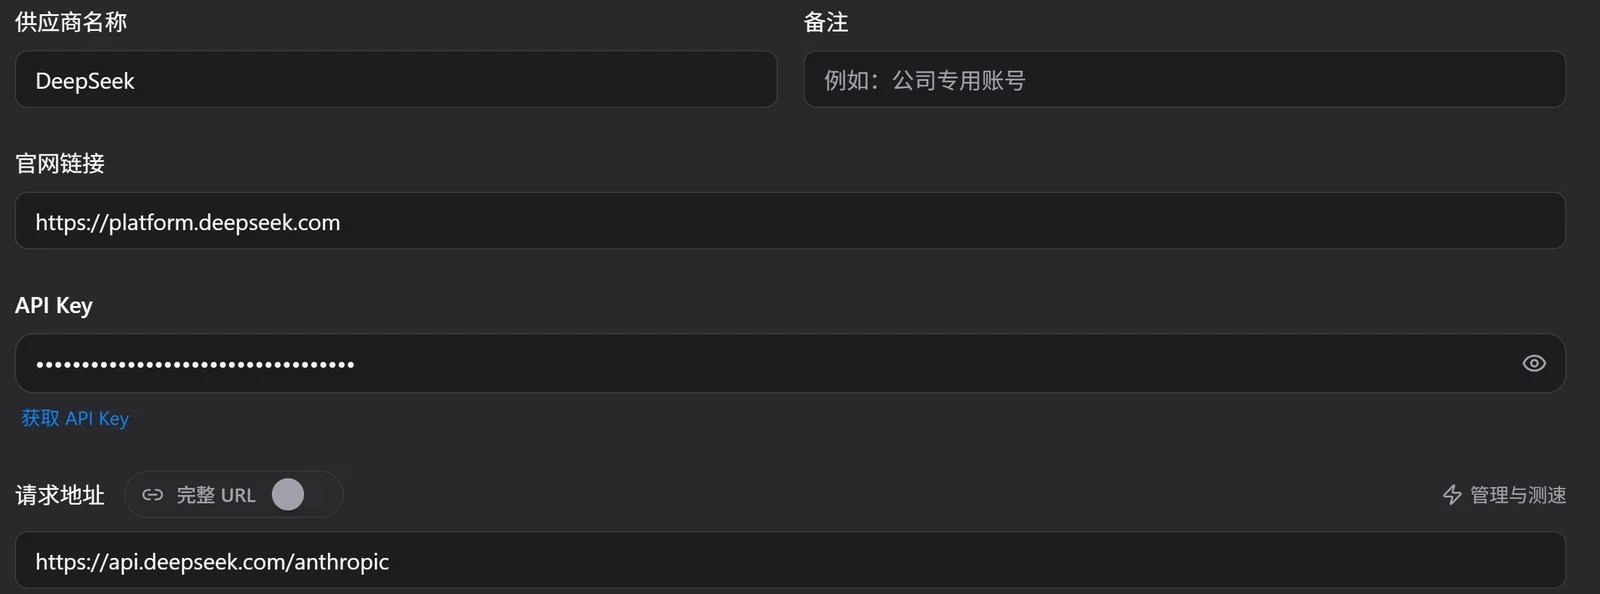 供应商名称
备注
DeepSeek
例如：公司专用账号
官网链接
https://platform.deepseek.com
API Key
•••••••••••••••••••••••••••••••••••
获取 API Key
请求地址
完整 URL
管理与测速
https://api.deepseek.com/anthropic